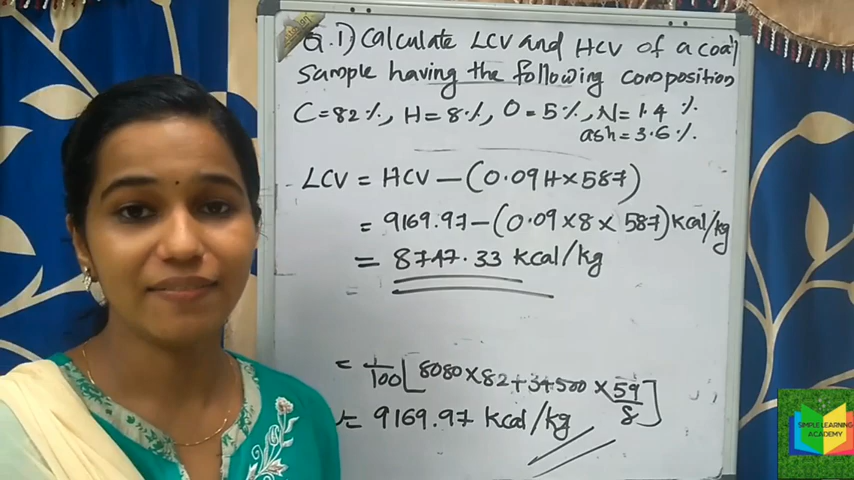 Q.1) Calculate LCV and HCV of a coal
sample having the following composition
C=82%, H=8%, O=5%, N=1.4 %
ash=3.6%.
LCV = HCV - (0.09H×587)
= 9169.97-(0.09×8×587) Kcal/kg
= 8747.33 Kcal/kg
=
= 1/100 [8080×82+34500×59/8]
= 9169.97 Kcal/kg
SIMPLE LEARNING
ACADEMY